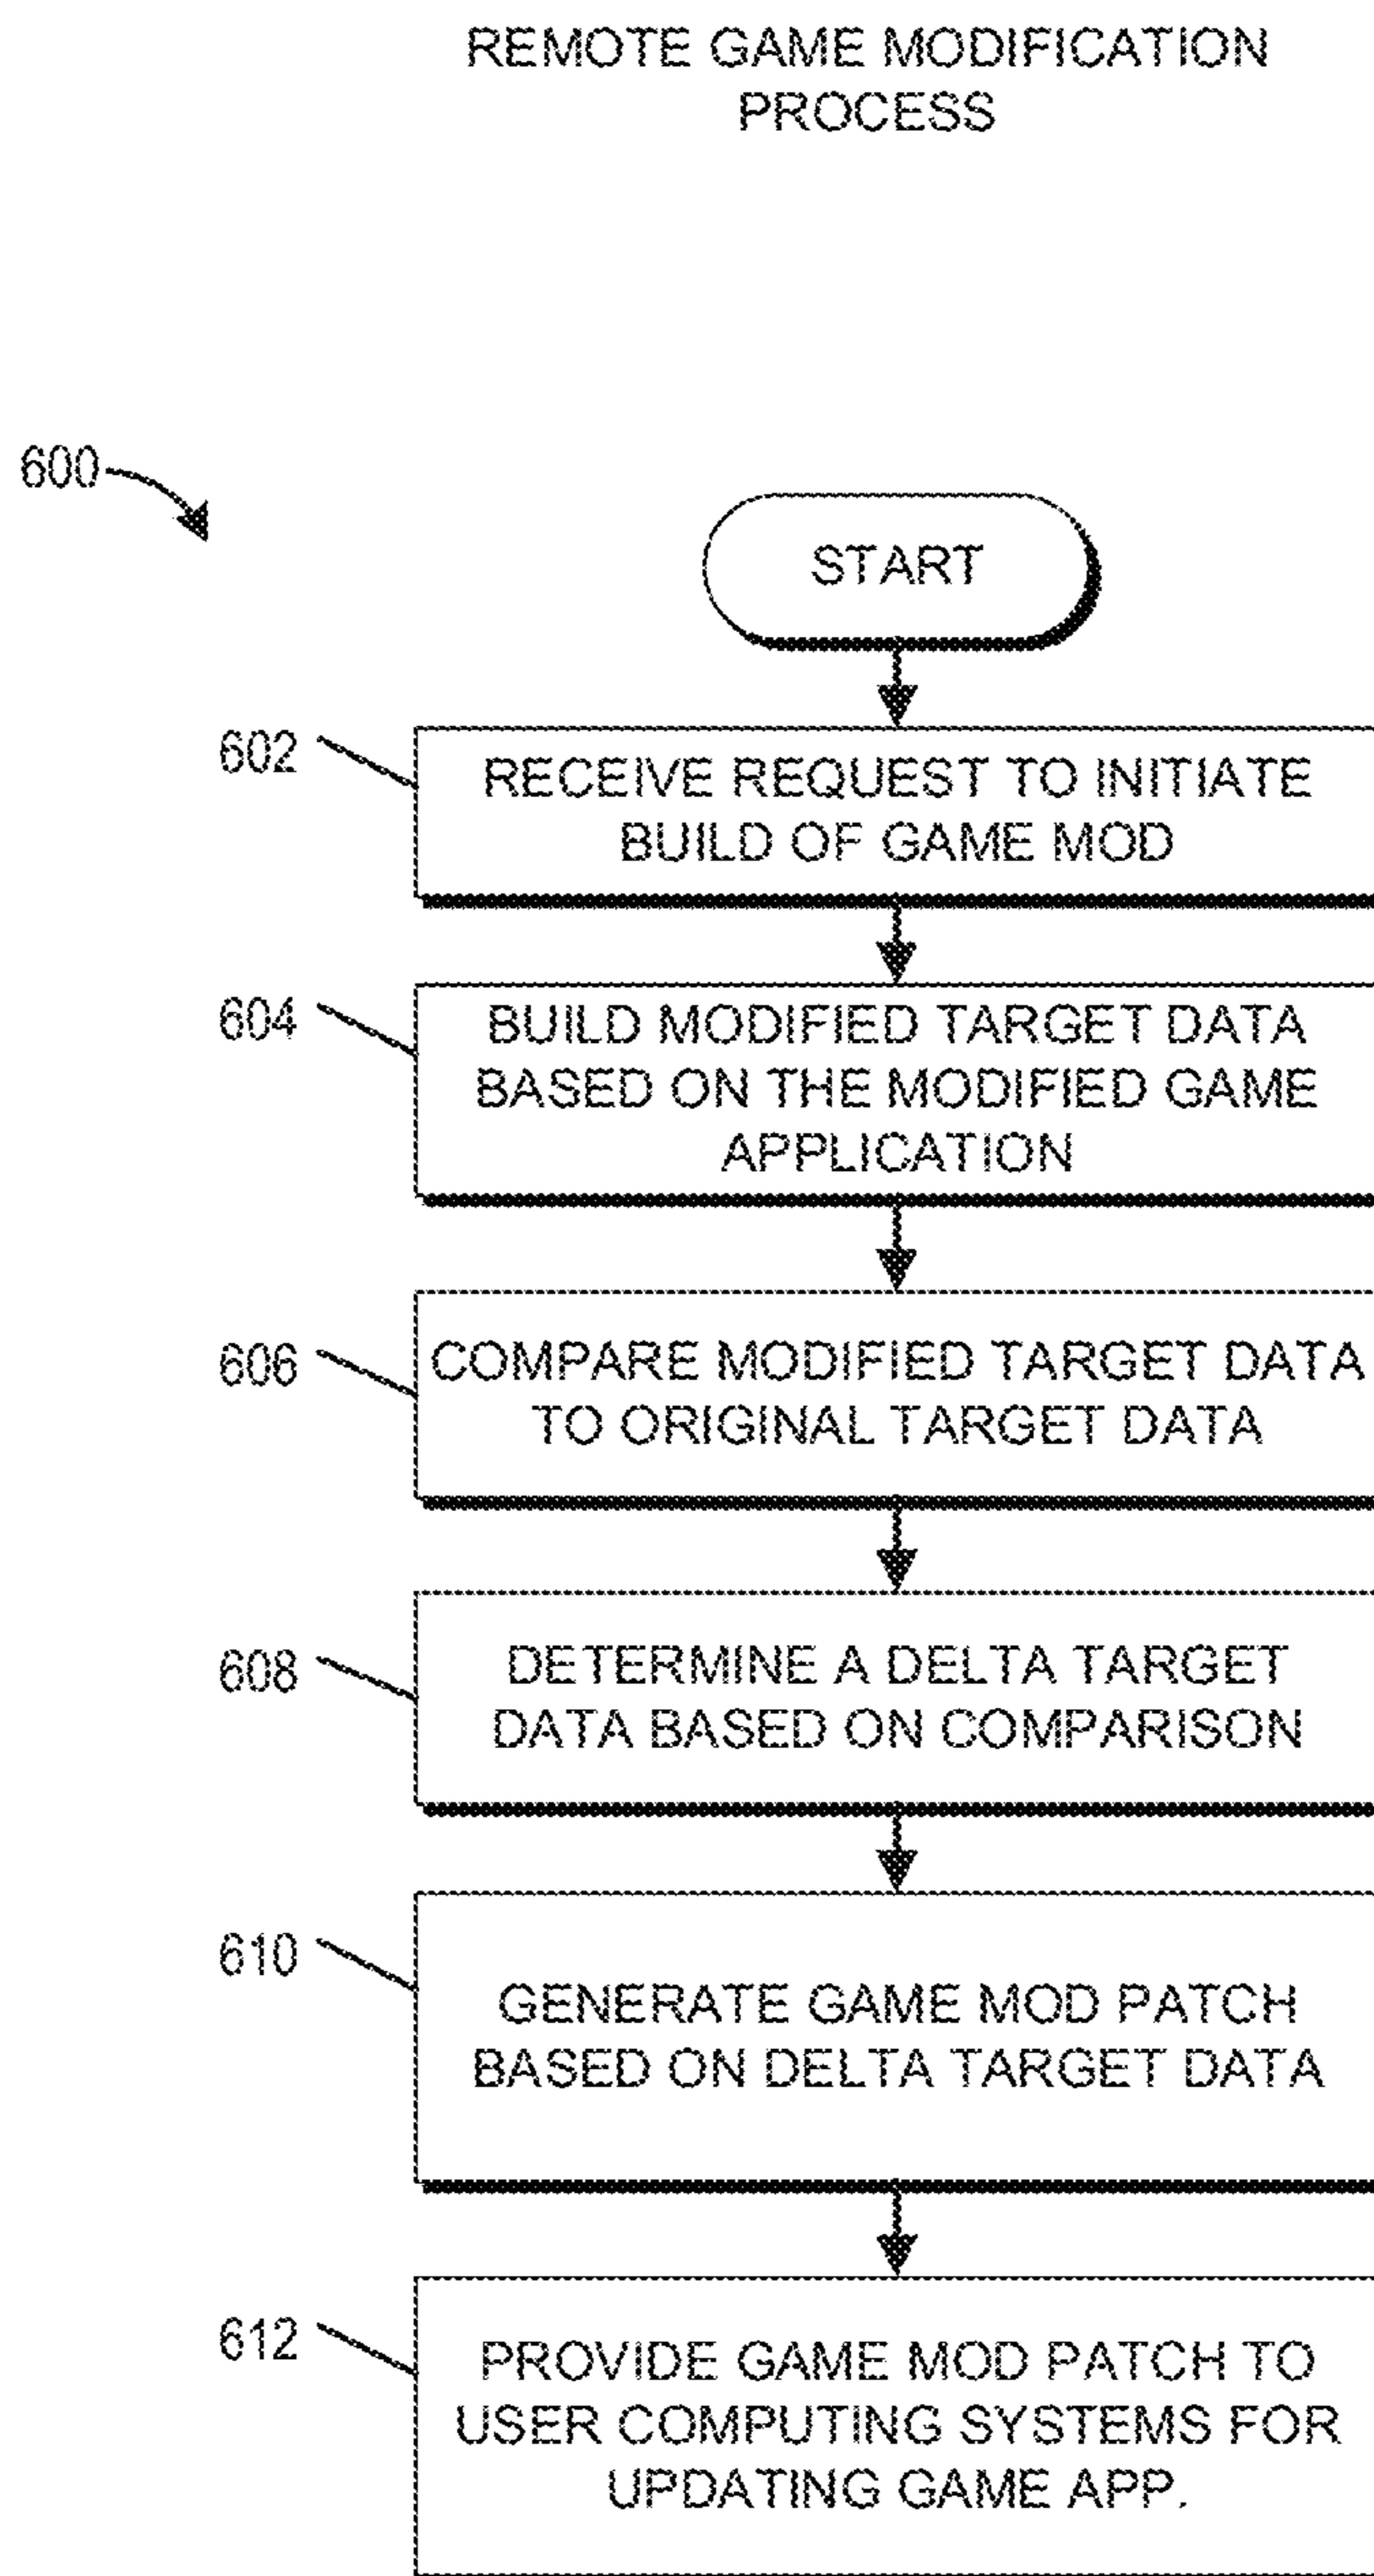 REMOTE GAME MODIFICATION
PROCESS
600
START
602
RECEIVE REQUEST TO INITIATE
BUILD OF GAME MOD
604
BUILD MODIFIED TARGET DATA
BASED ON THE MODIFIED GAME
APPLICATION
606
COMPARE MODIFIED TARGET DATA
TO ORIGINAL TARGET DATA
608
DETERMINE A DELTA TARGET
DATA BASED ON COMPARISON
610
GENERATE GAME MOD PATCH
BASED ON DELTA TARGET DATA
612
PROVIDE GAME MOD PATCH TO
USER COMPUTING SYSTEMS FOR
UPDATING GAME APP.